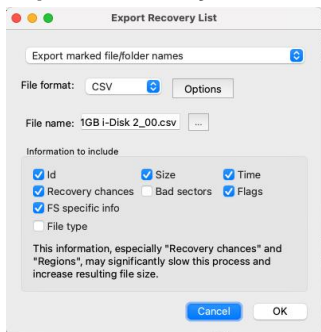 Export Recovery List
Export marked file/folder names
File format: CSV Options
File name: 1GB i-Disk 2_00.csv ...
Information to include
Id Size Time
Recovery chances Bad sectors Flags
FS specific info
File type
This information, especially "Recovery chances" and
"Regions", may significantly slow this process and
increase resulting file size.
Cancel OK